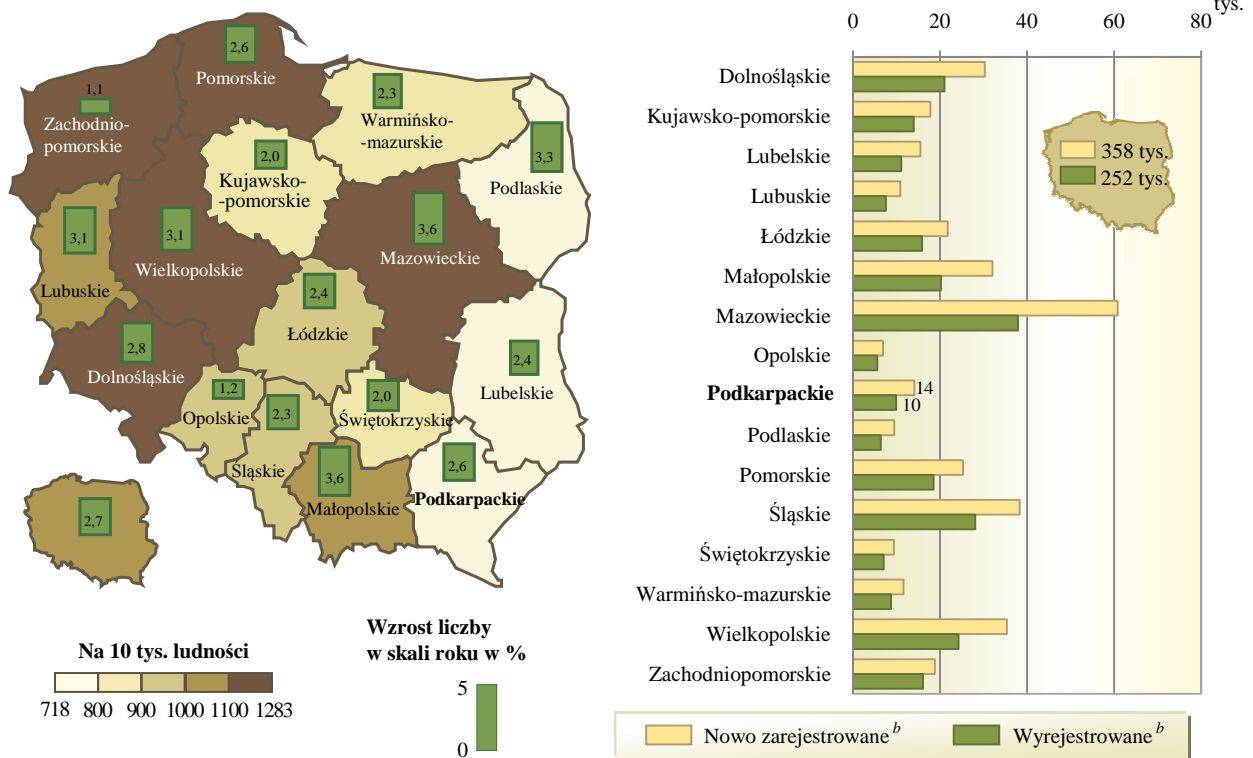 2,6
Pomorskie
1,1
Zachodnio-
pomorskie
2,3
Warmińsko-
-mazurskie
3,3
Podlaskie
2,0
Kujawsko-
-pomorskie
3,1
Lubuskie
3,1
Wielkopolskie
3,6
Mazowieckie
2,4
Łódzkie
2,8
Dolnośląskie
2,4
Lubelskie
1,2
Opolskie
2,3
Śląskie
2,0
Świętokrzyskie
3,6
Małopolskie
2,6
Podkarpackie
2,7
Na 10 tys. ludności
718 800 900 1000 1100 1283
Wzrost liczby
w skali roku w %
5
0
tys.
0 20 40 60 80
Dolnośląskie
Kujawsko-pomorskie
Lubelskie
Lubuskie
Łódzkie
Małopolskie
Mazowieckie
Opolskie
Podkarpackie 14
10
Podlaskie
Pomorskie
Śląskie
Świętokrzyskie
Warmińsko-mazurskie
Wielkopolskie
Zachodniopomorskie
358 tys.
252 tys.
Nowo zarejestrowane b Wyrejestrowane b